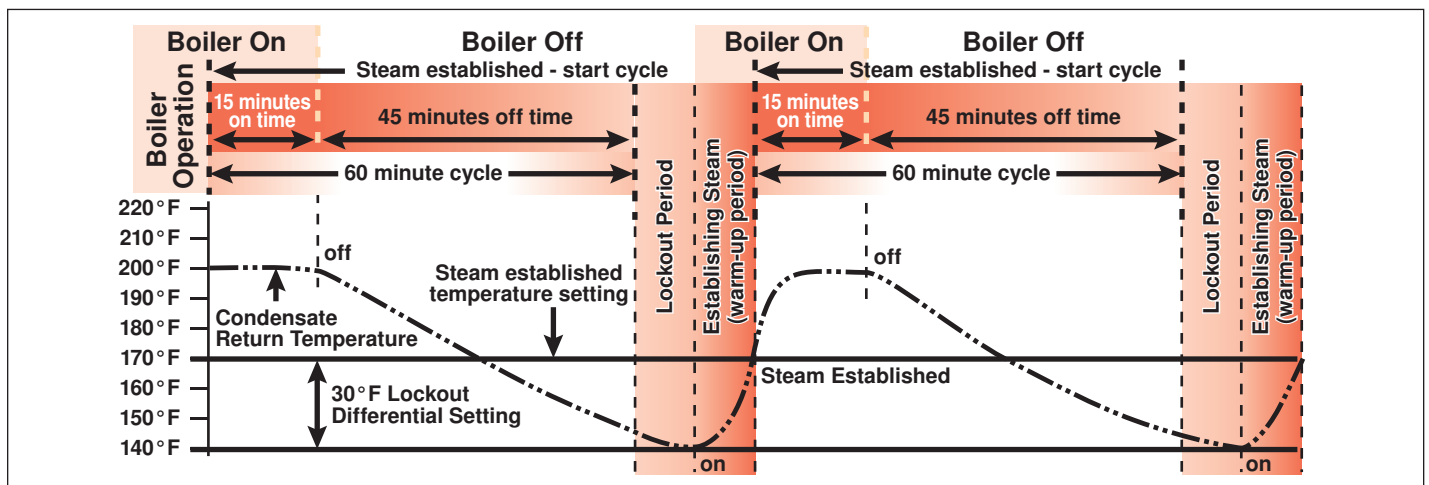 Boiler On
Boiler Off
Boiler On
Boiler Off
Boiler
Operation
Steam established - start cycle
Steam established - start cycle
15 minutes
on time
45 minutes off time
15 minutes
on time
45 minutes off time
60 minute cycle
60 minute cycle
Lockout Period
Establishing Steam
(warm-up period)
Lockout Period
Establishing Steam
(warm-up period)
220°F
210°F
200°F
190°F
180°F
170°F
160°F
150°F
140°F
off
off
Steam established
temperature setting
Condensate
Return Temperature
Steam Established
30°F Lockout
Differential Setting
on
on